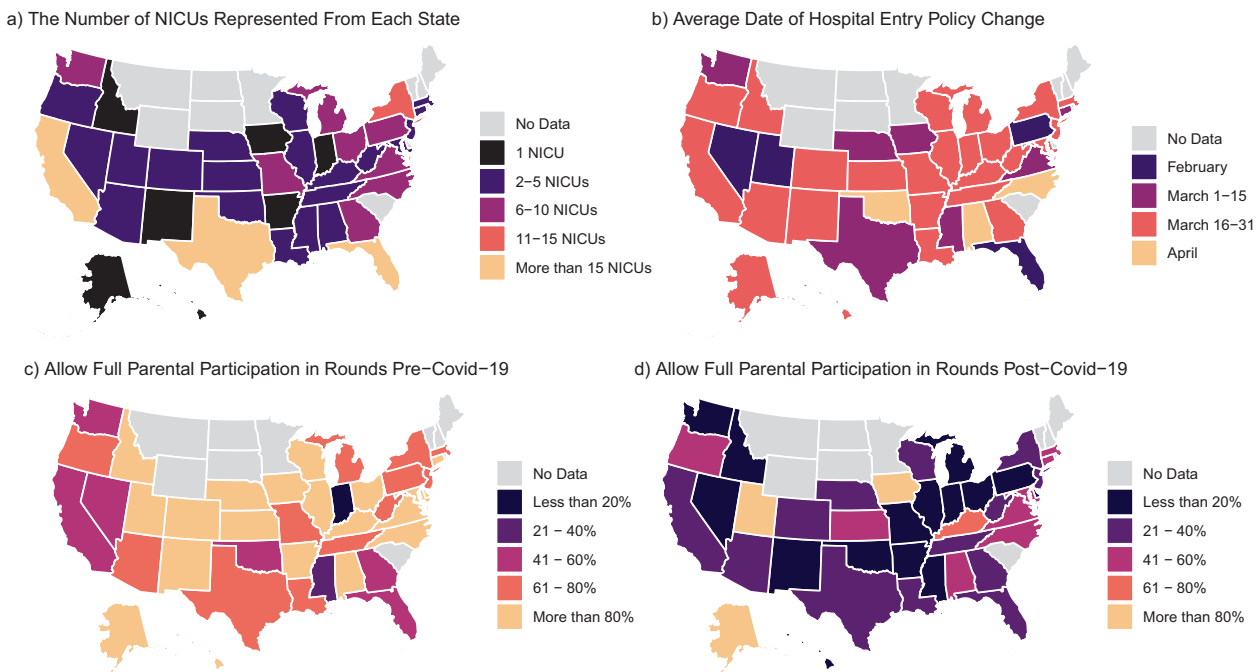 a) The Number of NICUs Represented From Each State
No Data
1 NICU
2−5 NICUs
6−10 NICUs
11−15 NICUs
More than 15 NICUs
b) Average Date of Hospital Entry Policy Change
No Data
February
March 1−15
March 16−31
April
c) Allow Full Parental Participation in Rounds Pre−Covid−19
No Data
Less than 20%
21 − 40%
41 − 60%
61 − 80%
More than 80%
d) Allow Full Parental Participation in Rounds Post−Covid−19
No Data
Less than 20%
21 − 40%
41 − 60%
61 − 80%
More than 80%